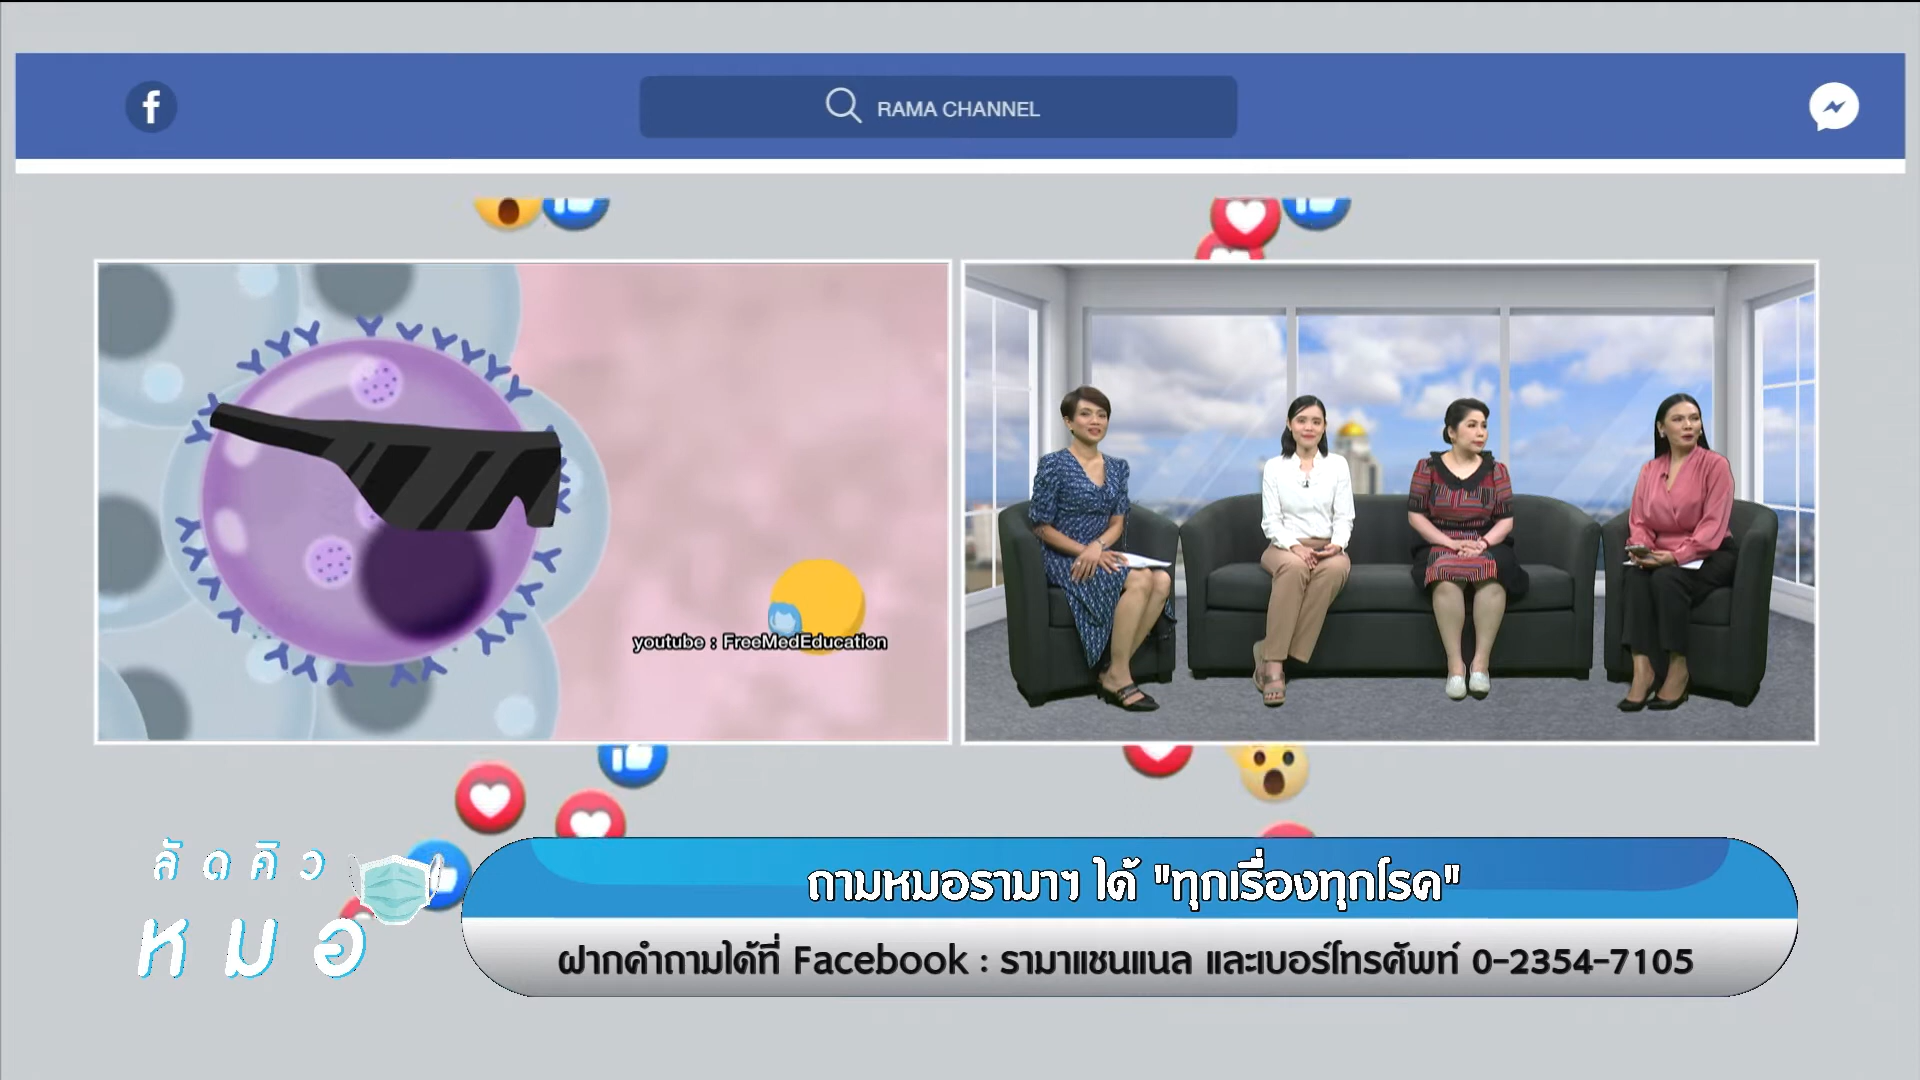 f
RAMA CHANNEL
youtube : FreeMedEducation
ลัดคิว
หมอ
ถามหมอรามาฯ ได้ "ทุกเรื่องทุกโรค"
ฝากคำถามได้ที่ Facebook : รามาแชนแนล และเบอร์โทรศัพท์ 0-2354-7105